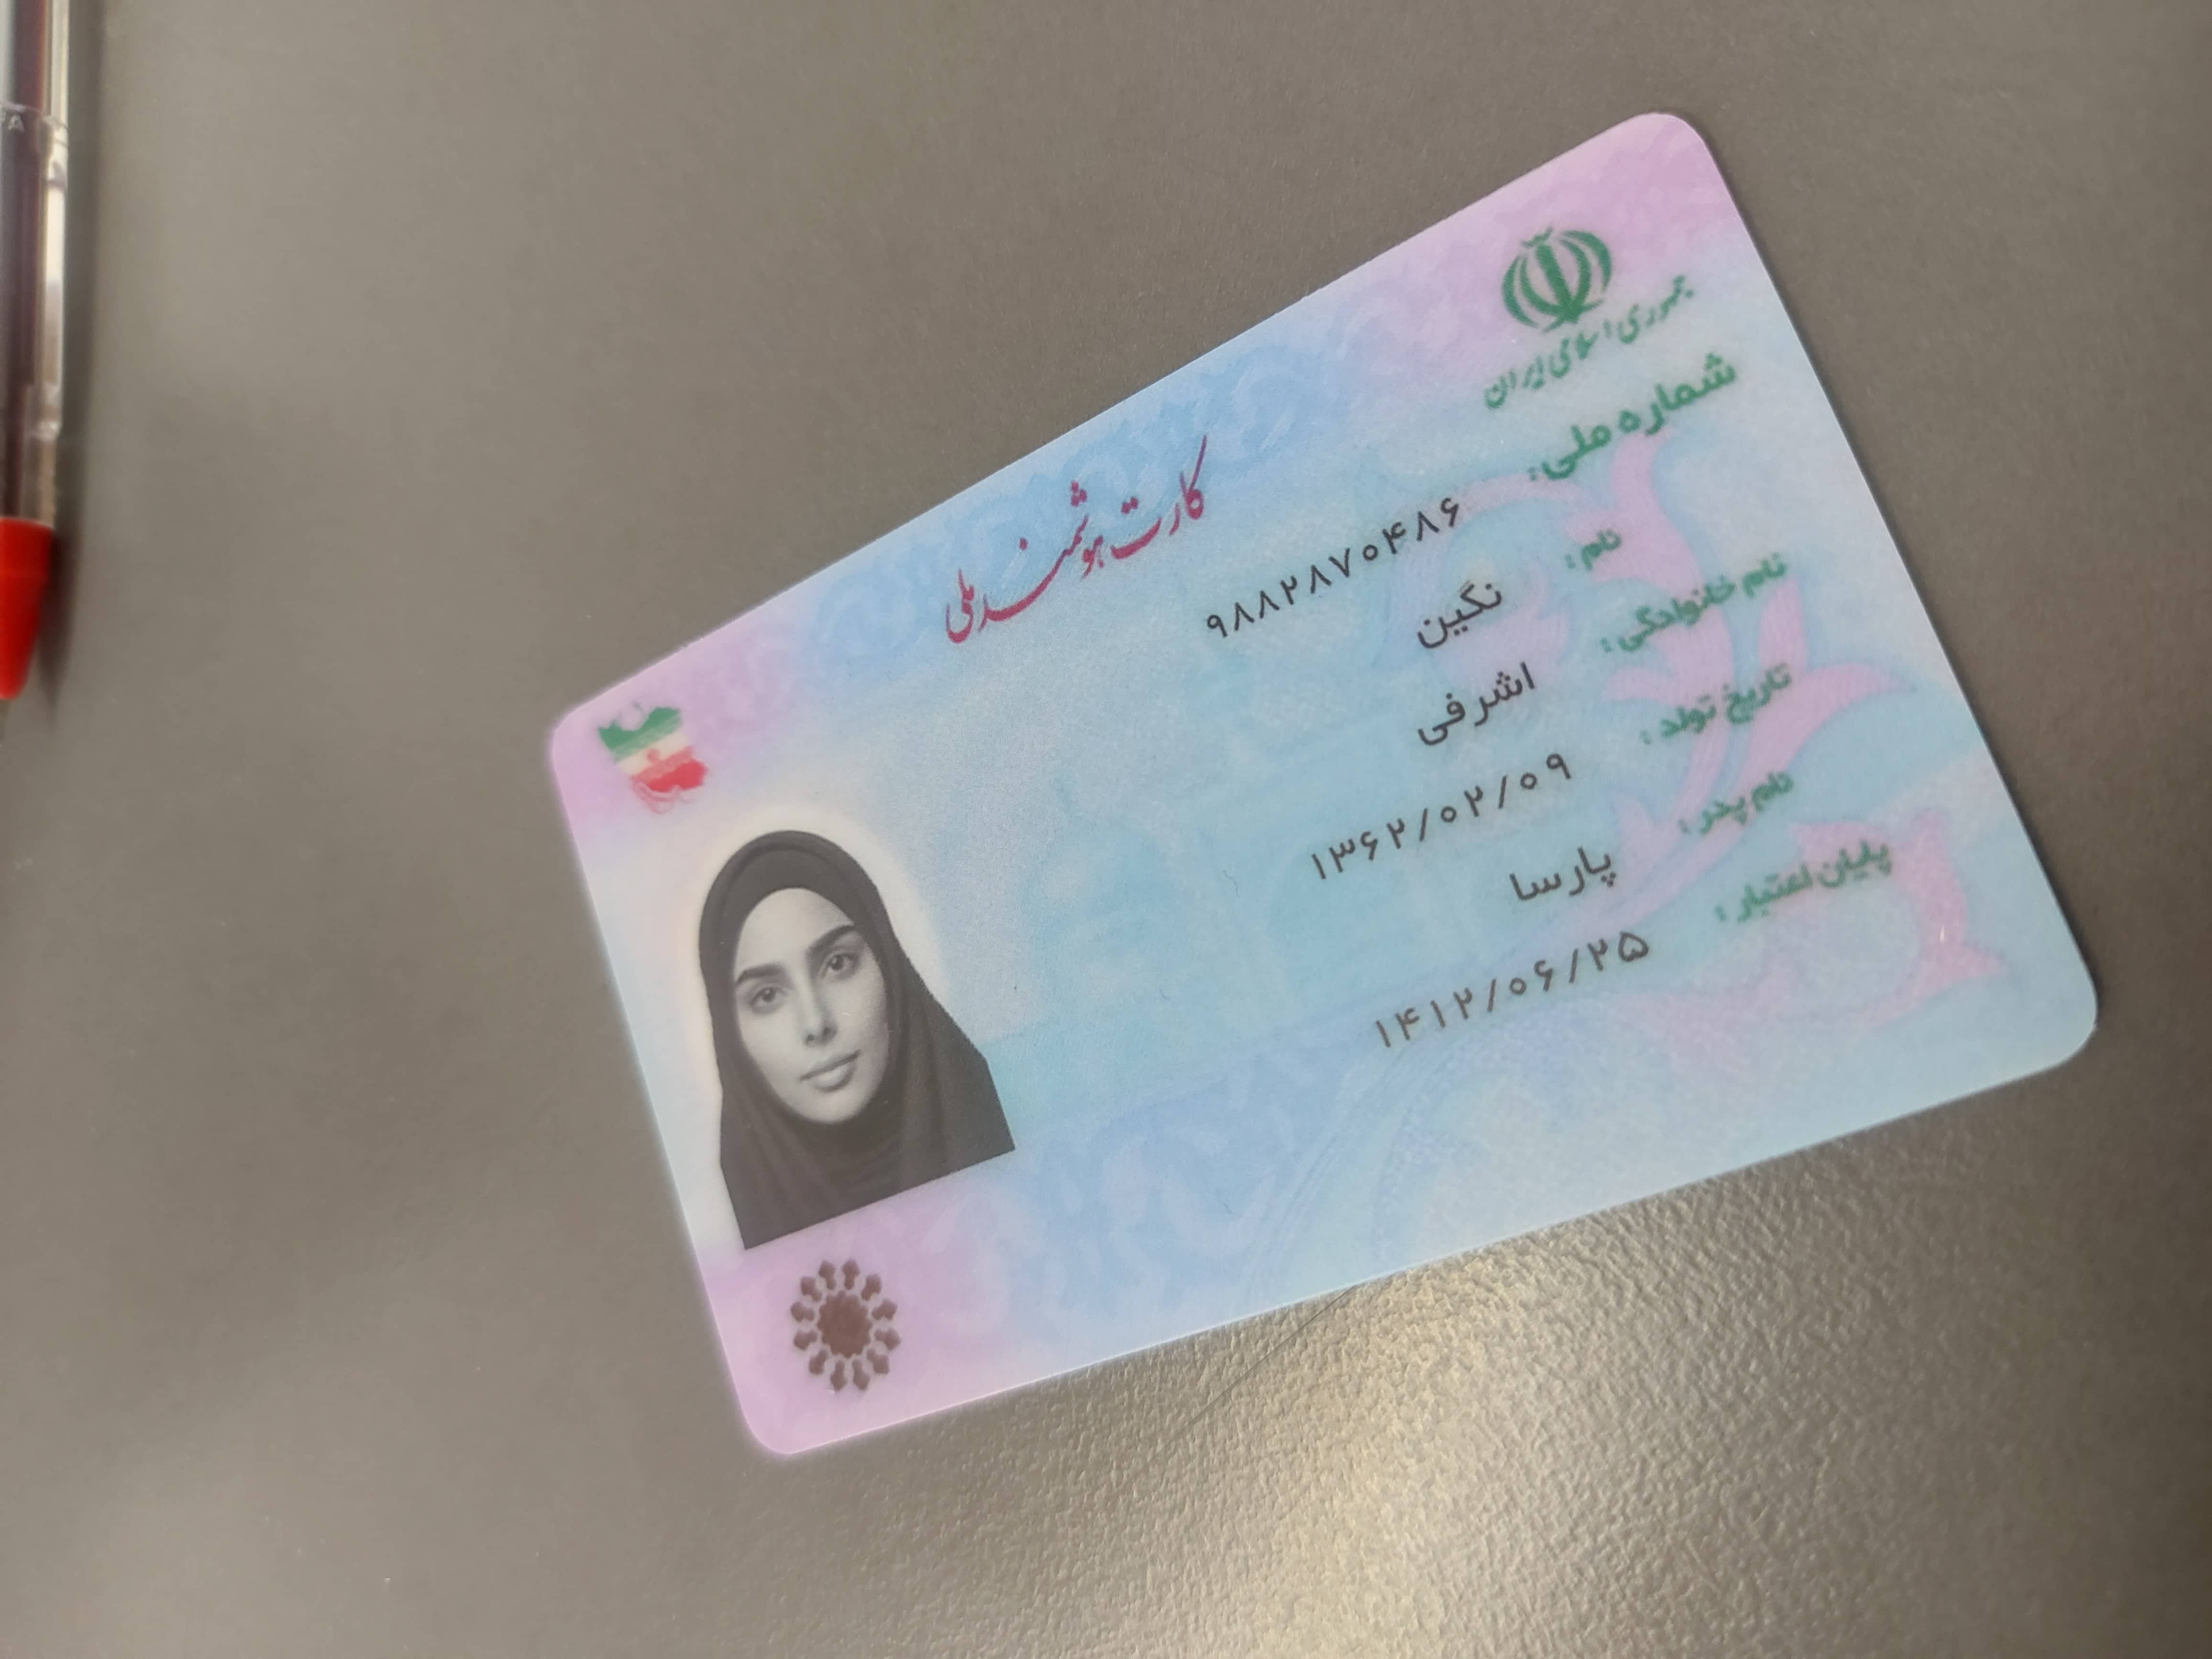 جمهوری اسلامی ایران
کارت هوشمند ملی
شماره ملی: ۹۸۸۲۸۷۰۴۸۶
نام: نگین
نام خانوادگی: اشرفی
تاریخ تولد: ۱۳۶۲/۰۲/۰۹
نام پدر: پارسا
پایان اعتبار: ۱۴۱۲/۰۶/۲۵